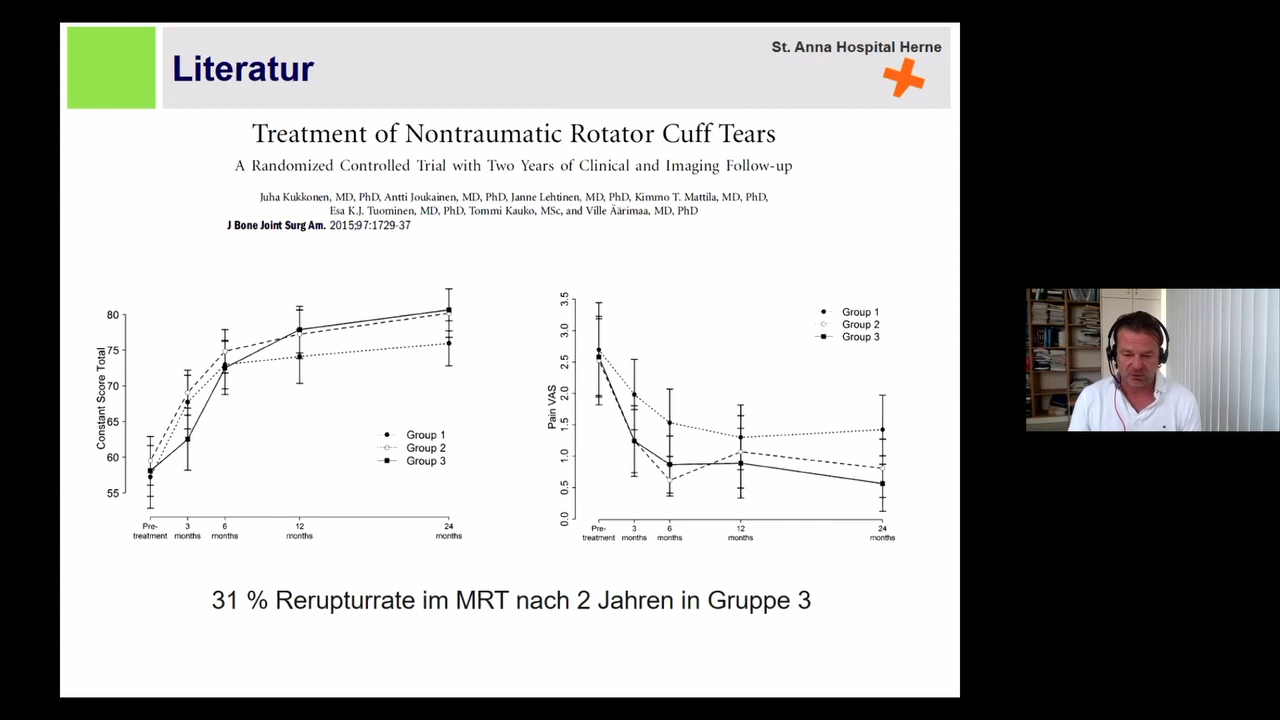 Literatur
St. Anna Hospital Herne
Treatment of Nontraumatic Rotator Cuff Tears
A Randomized Controlled Trial with Two Years of Clinical and Imaging Follow-up
Juha Kukkonen, MD, PhD, Antti Joukainen, MD, PhD, Janne Lehtinen, MD, PhD, Kimmo T. Mattila, MD, PhD,
Esa K.J. Tuominen, MD, PhD, Tommi Kauko, MSc, and Ville Äärimaa, MD, PhD
J Bone Joint Surg Am. 2015;97:1729-37
Constant Score Total
80
75
70
65
60
55
Group 1
Group 2
Group 3
Pre-
treatment
3
months
6
months
12
months
24
months
Pain VAS
3.5
3.0
2.5
2.0
1.5
1.0
0.5
0.0
Group 1
Group 2
Group 3
Pre-
treatment
3
months
6
months
12
months
24
months
31 % Rerupturrate im MRT nach 2 Jahren in Gruppe 3